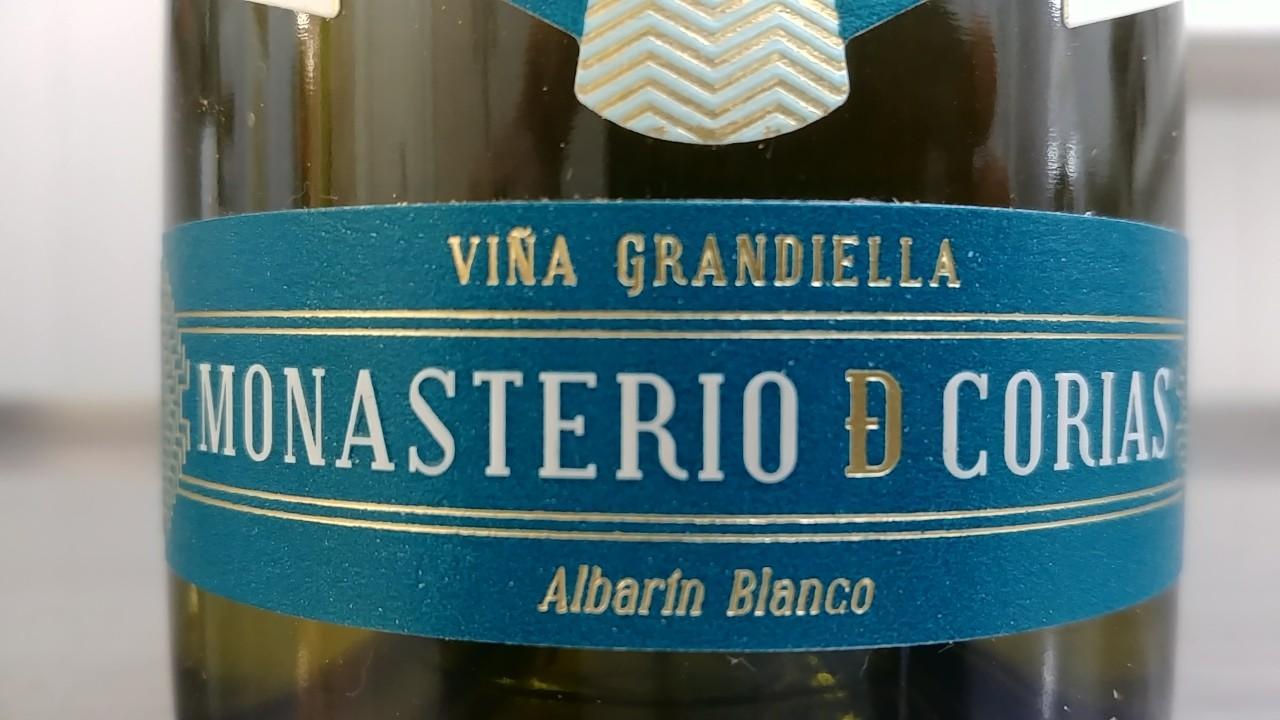 VIÑA GRANDIELLA
MONASTERIO Đ CORIAS
Albarín Blanco